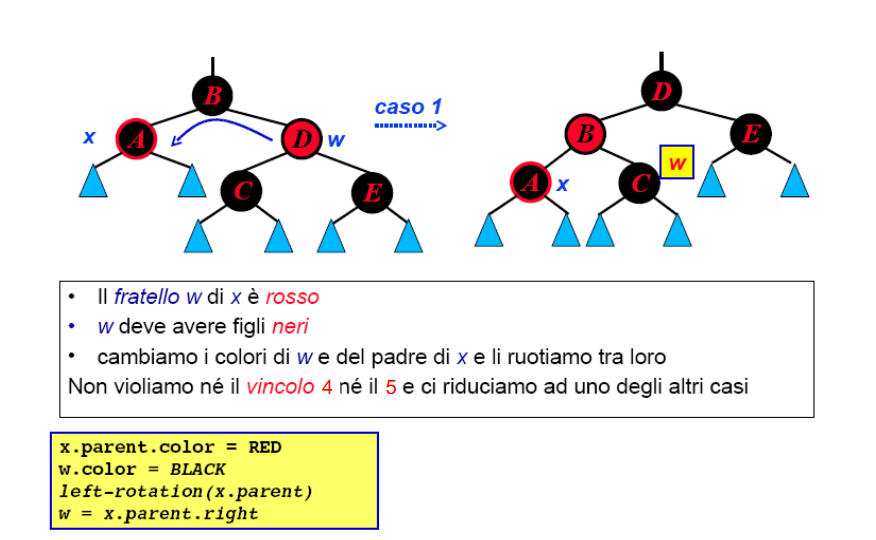 B
D
caso 1
x
A
D
w
B
E
w
C
E
A
x
C
• Il fratello w di x è rosso
• w deve avere figli neri
• cambiamo i colori di w e del padre di x e li ruotiamo tra loro
Non violiamo né il vincolo 4 né il 5 e ci riduciamo ad uno degli altri casi
x.parent.color = RED
w.color = BLACK
left-rotation(x.parent)
w = x.parent.right